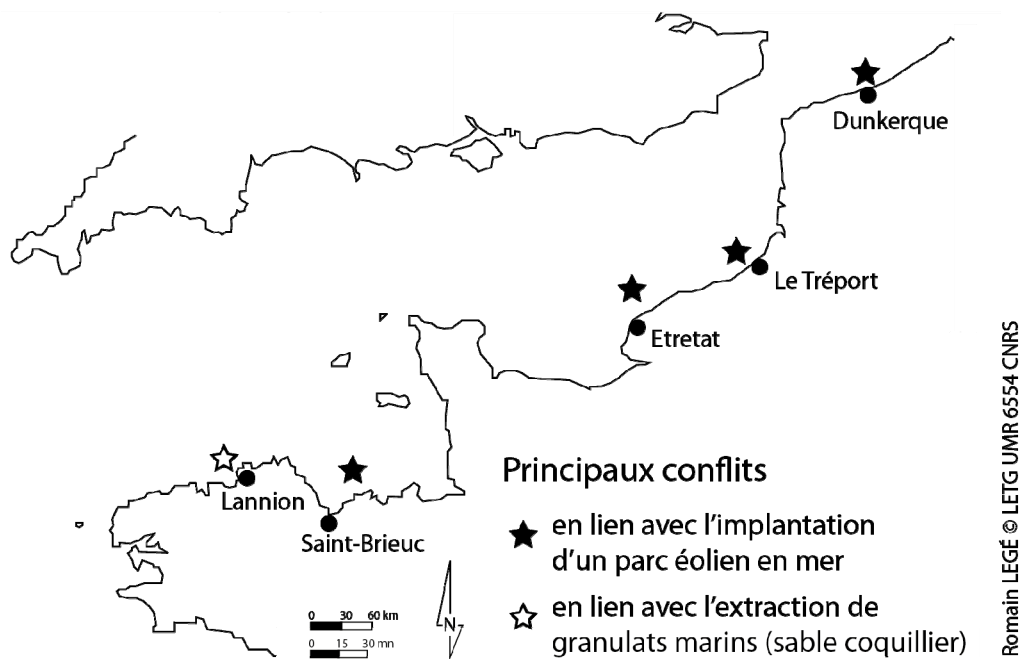 Dunkerque
Le Tréport
Etretat
Lannion
Saint-Brieuc
Principaux conflits
en lien avec l'implantation
d'un parc éolien en mer
en lien avec l'extraction de
granulats marins (sable coquillier)
0 30 60 km
0 15 30 mn
N
Romain LEGÉ © LETG UMR 6554 CNRS